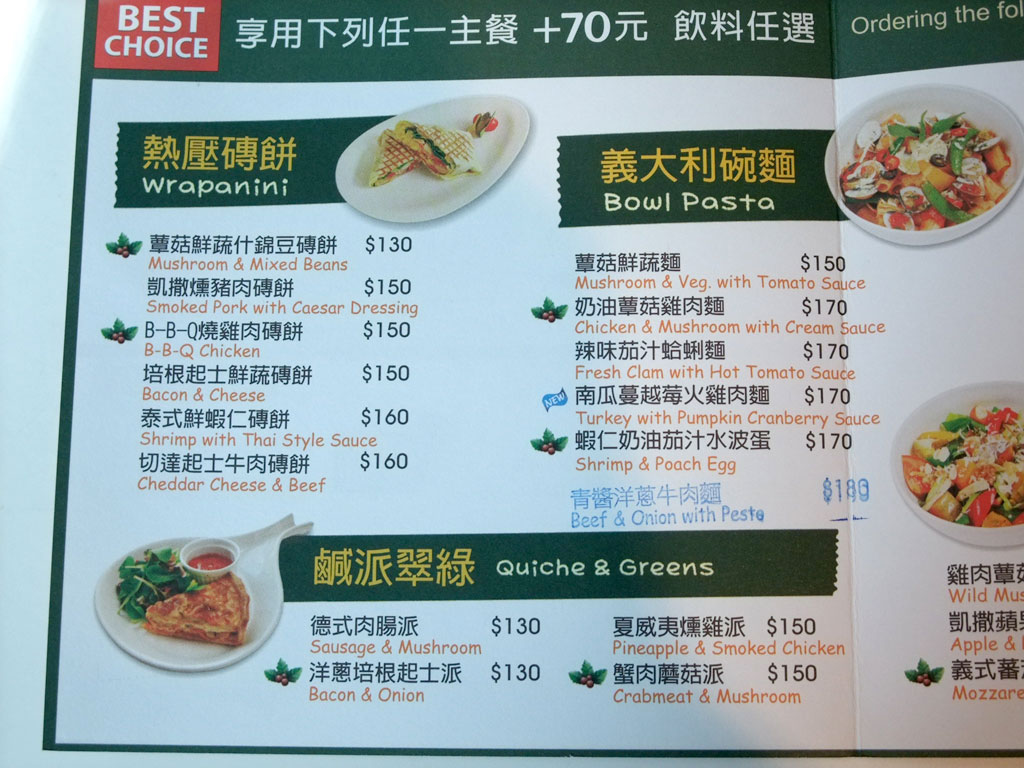 BEST
CHOICE
享用下列任一主餐 +70元 飲料任選
Ordering the fol
熱壓磚餅
Wrapanini
蕈菇鮮蔬什錦豆磚餅 $130
Mushroom & Mixed Beans
凱撒燻豬肉磚餅 $150
Smoked Pork with Caesar Dressing
B-B-Q燒雞肉磚餅 $150
B-B-Q Chicken
培根起士鮮蔬磚餅 $150
Bacon & Cheese
泰式鮮蝦仁磚餅 $160
Shrimp with Thai Style Sauce
切達起士牛肉磚餅 $160
Cheddar Cheese & Beef
義大利碗麵
Bowl Pasta
蕈菇鮮蔬麵 $150
Mushroom & Veg. with Tomato Sauce
奶油蕈菇雞肉麵 $170
Chicken & Mushroom with Cream Sauce
辣味茄汁蛤蜊麵 $170
Fresh Clam with Hot Tomato Sauce
NEW 南瓜蔓越莓火雞肉麵 $170
Turkey with Pumpkin Cranberry Sauce
蝦仁奶油茄汁水波蛋 $170
Shrimp & Poach Egg
青醬洋蔥牛肉麵 $180
Beef & Onion with Pesto
鹹派翠綠 Quiche & Greens
德式肉腸派 $130
Sausage & Mushroom
洋蔥培根起士派 $130
Bacon & Onion
夏威夷燻雞派 $150
Pineapple & Smoked Chicken
蟹肉蘑菇派 $150
Crabmeat & Mushroom
雞肉蕈菇
Wild Mus
凱撒蘋果
Apple &
義式蕃
Mozzare